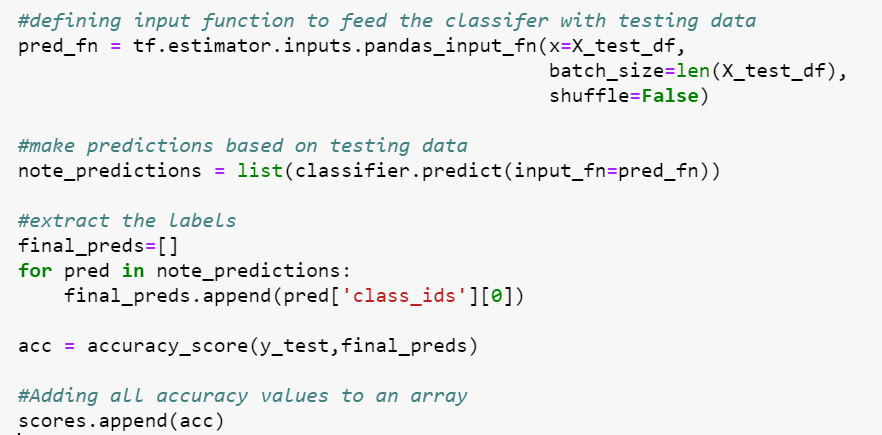 #defining input function to feed the classifer with testing data
pred_fn = tf.estimator.inputs.pandas_input_fn(x=X_test_df,
                                              batch_size=len(X_test_df),
                                              shuffle=False)

#make predictions based on testing data
note_predictions = list(classifier.predict(input_fn=pred_fn))

#extract the labels
final_preds=[]
for pred in note_predictions:
    final_preds.append(pred['class_ids'][0])

acc = accuracy_score(y_test,final_preds)

#Adding all accuracy values to an array
scores.append(acc)